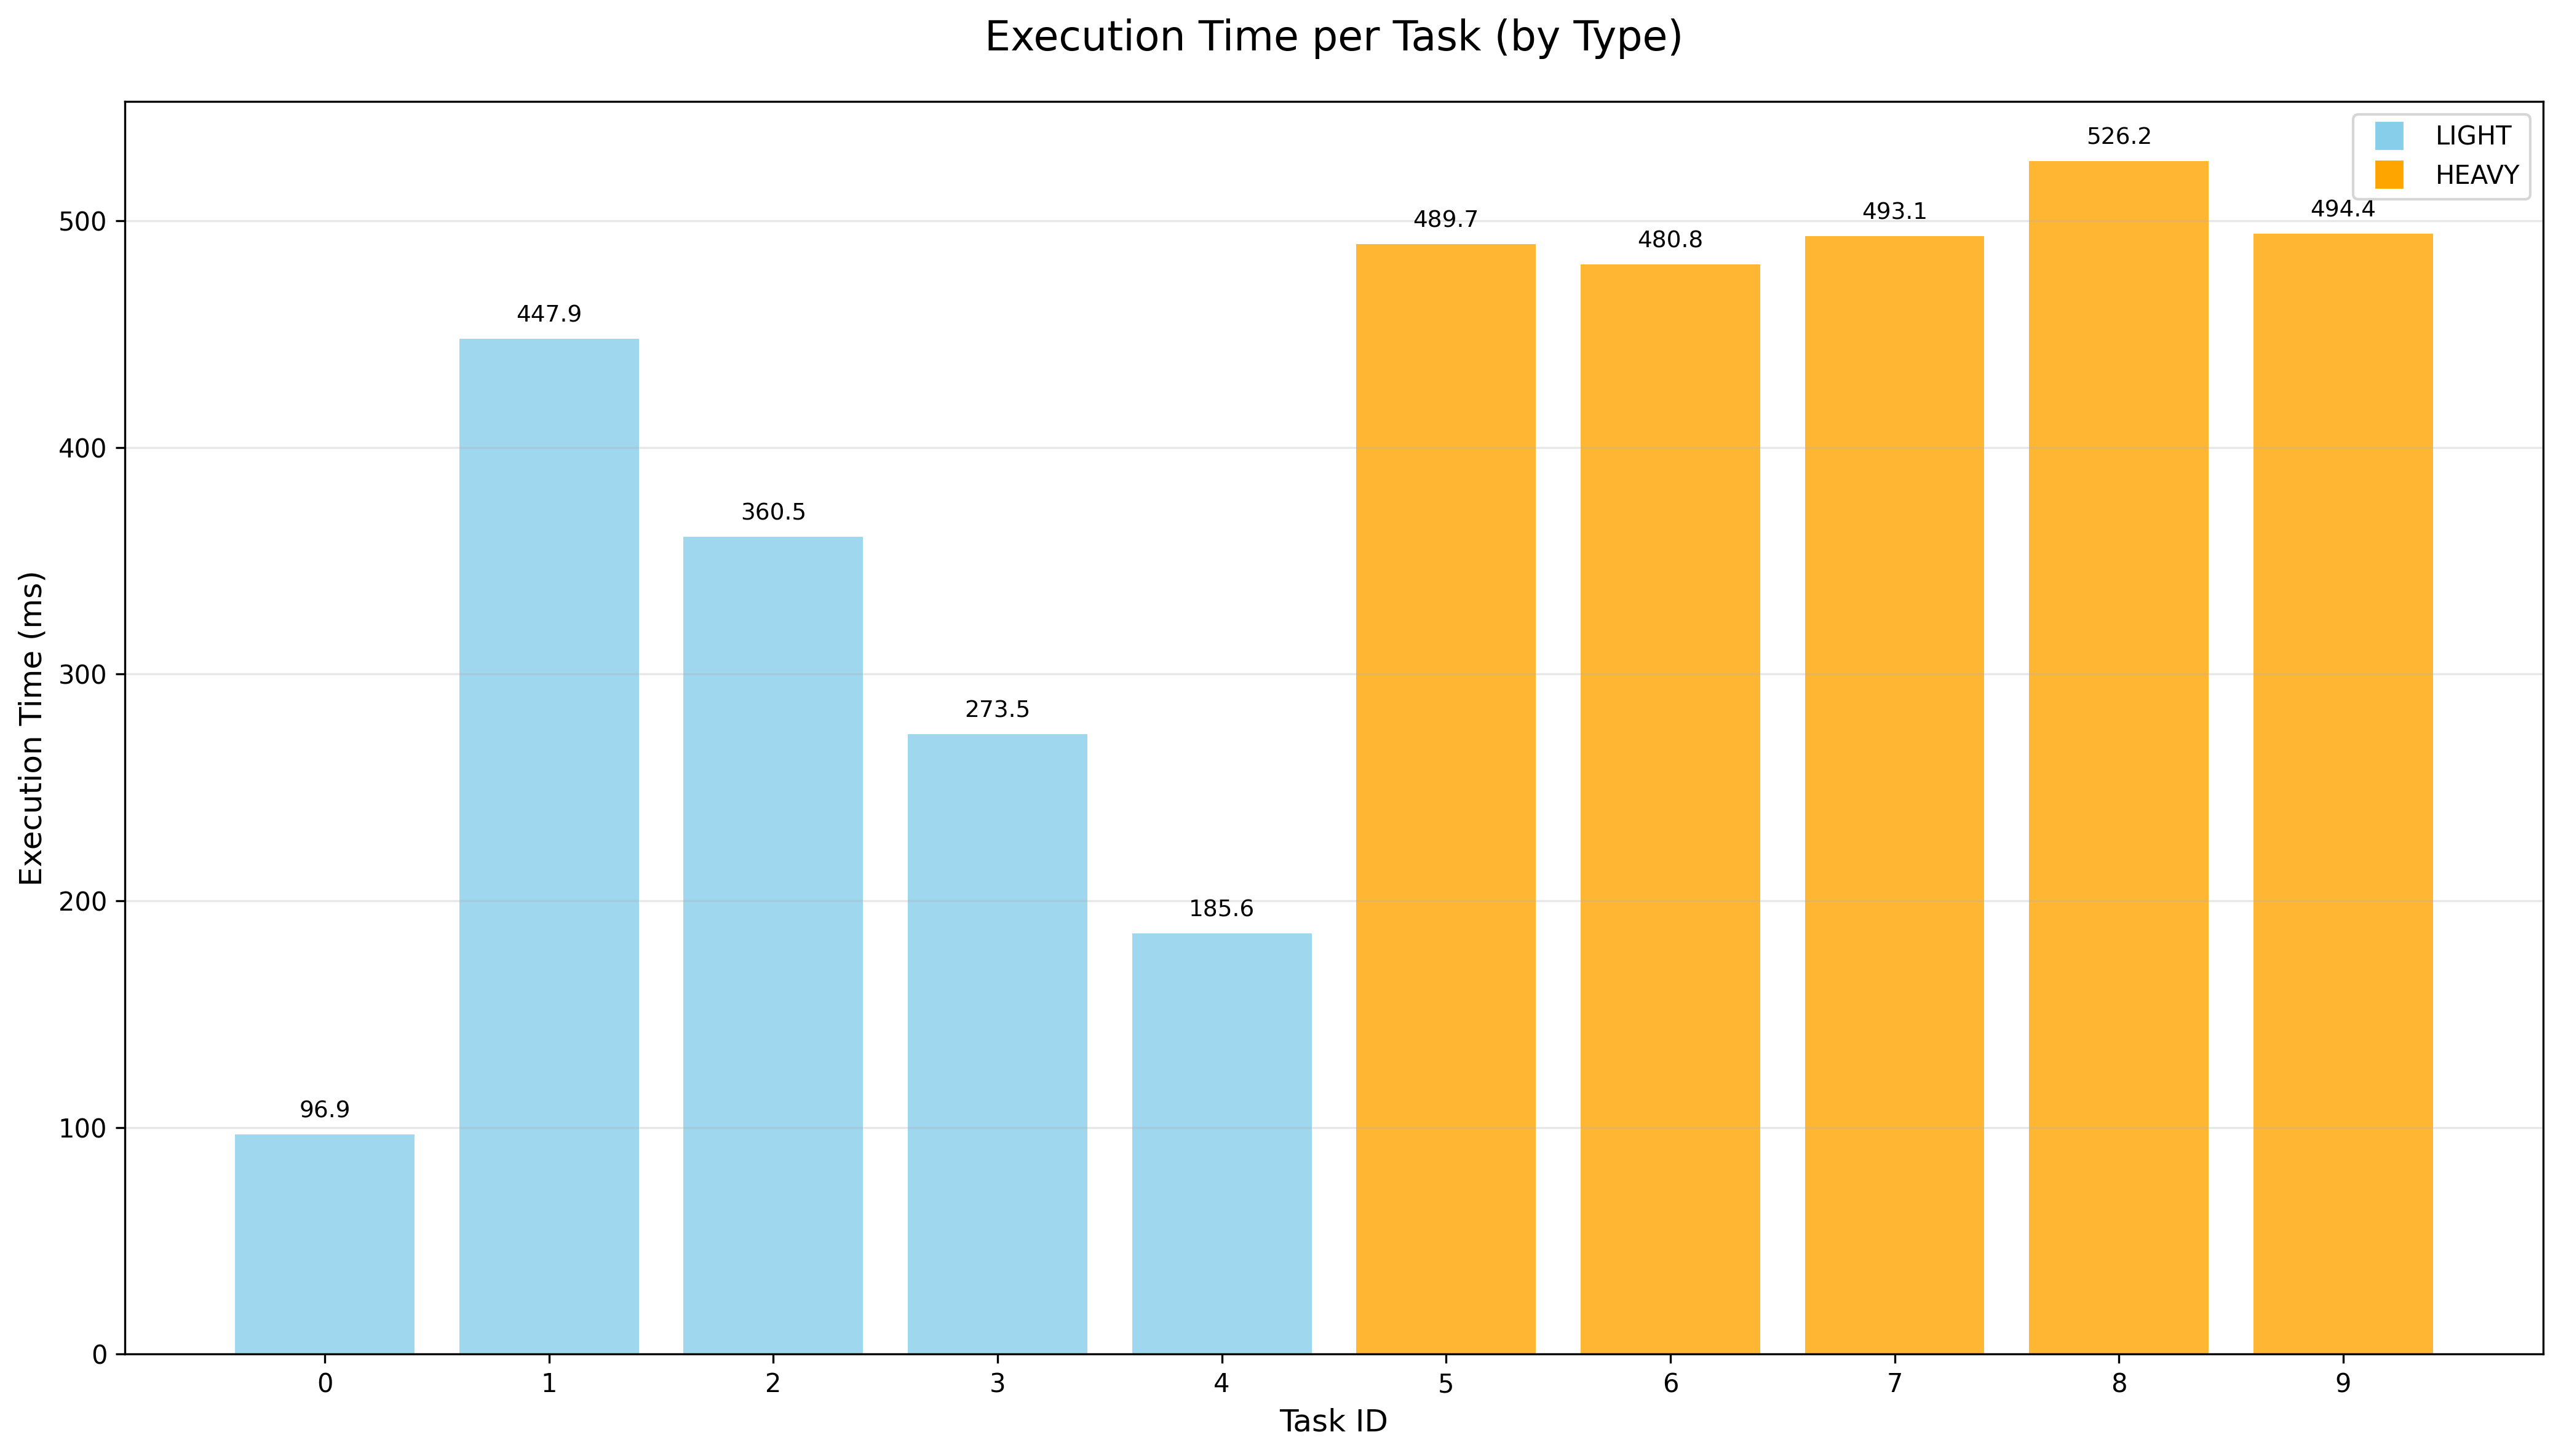 Execution Time per Task (by Type)
LIGHT
HEAVY
Execution Time (ms)
500
400
300
200
100
0
96.9
447.9
360.5
273.5
185.6
489.7
480.8
493.1
526.2
494.4
0 1 2 3 4 5 6 7 8 9
Task ID